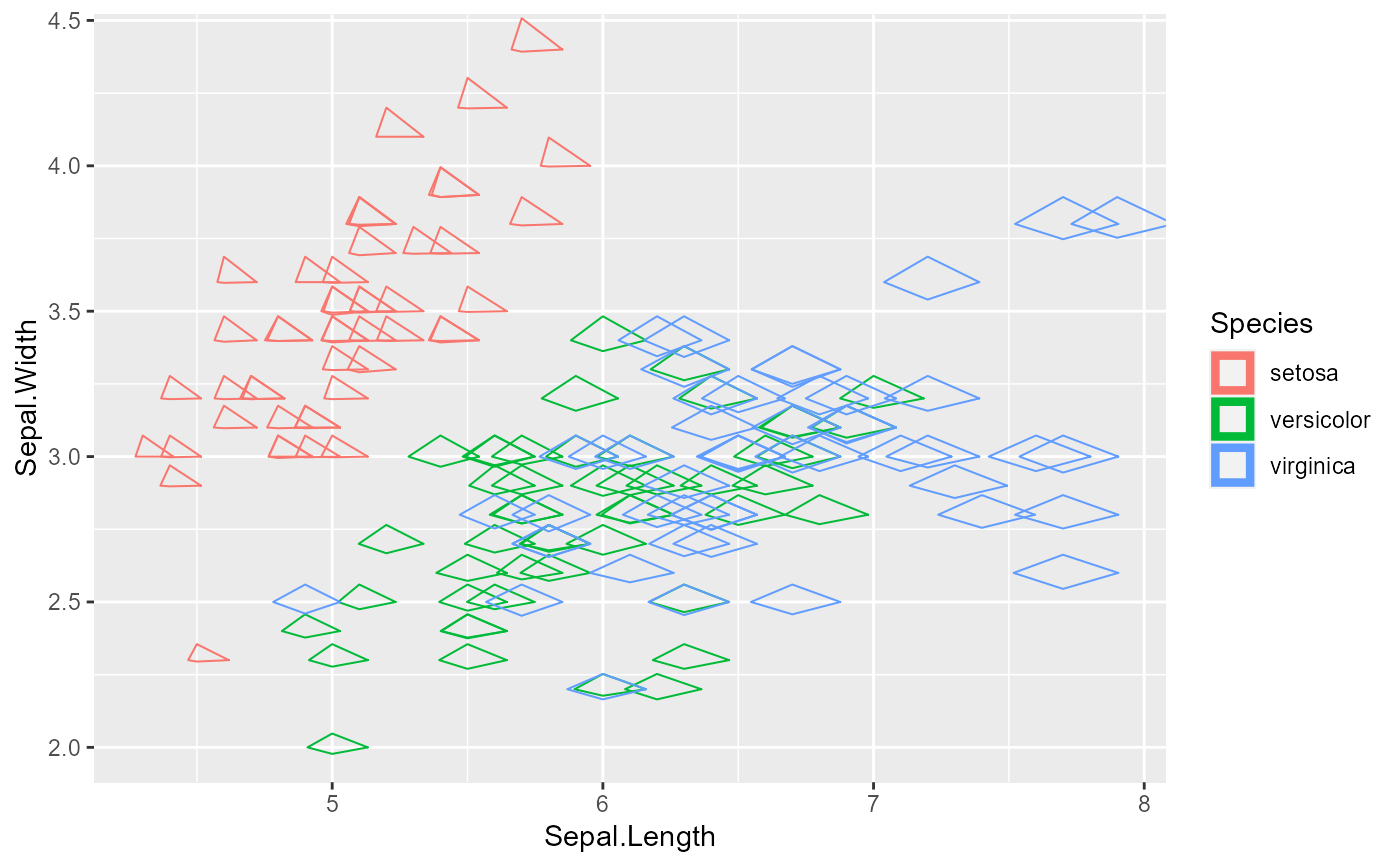 4.5
4.0
3.5
3.0
2.5
2.0
Sepal.Width
5 6 7 8
Sepal.Length
Species
setosa
versicolor
virginica